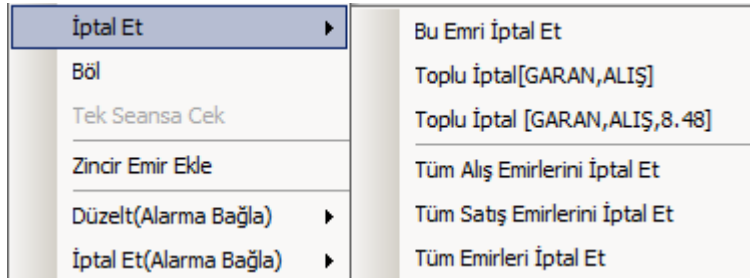 İptal Et
Böl
Tek Seansa Cek
Zincir Emir Ekle
Düzelt(Alarma Bağla)
İptal Et(Alarma Bağla)
Bu Emri İptal Et
Toplu İptal[GARAN,ALIŞ]
Toplu İptal [GARAN,ALIŞ,8.48]
Tüm Alış Emirlerini İptal Et
Tüm Satış Emirlerini İptal Et
Tüm Emirleri İptal Et